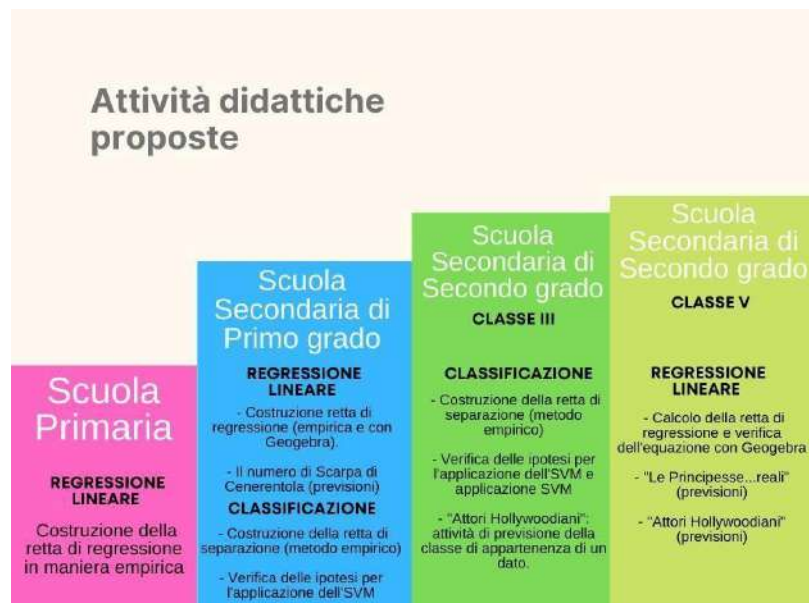 Attività didattiche
proposte
Scuola
Primaria
REGRESSIONE
LINEARE
Costruzione della
retta di regressione
in maniera empirica
Scuola
Secondaria di
Primo grado
REGRESSIONE
LINEARE
- Costruzione retta di
regressione (empirica e con
Geogebra).
- Il numero di Scarpa di
Cenerentola (previsioni)
CLASSIFICAZIONE
- Costruzione della retta di
separazione (metodo empirico)
- Verifica delle ipotesi per
l'applicazione dell'SVM
Scuola
Secondaria di
Secondo grado
CLASSE III
CLASSIFICAZIONE
- Costruzione della retta di
separazione (metodo
empirico)
- Verifica delle ipotesi per
l'applicazione dell'SVM e
applicazione SVM
- "Attori Hollywoodiani":
attività di previsione della
classe di appartenenza di un
dato.
Scuola
Secondaria di
Secondo grado
CLASSE V
REGRESSIONE
LINEARE
- Calcolo della retta di
regressione e verifica
dell'equazione con Geogebra
- "Le Principesse...reali"
(previsioni)
- "Attori Hollywoodiani"
(previsioni)